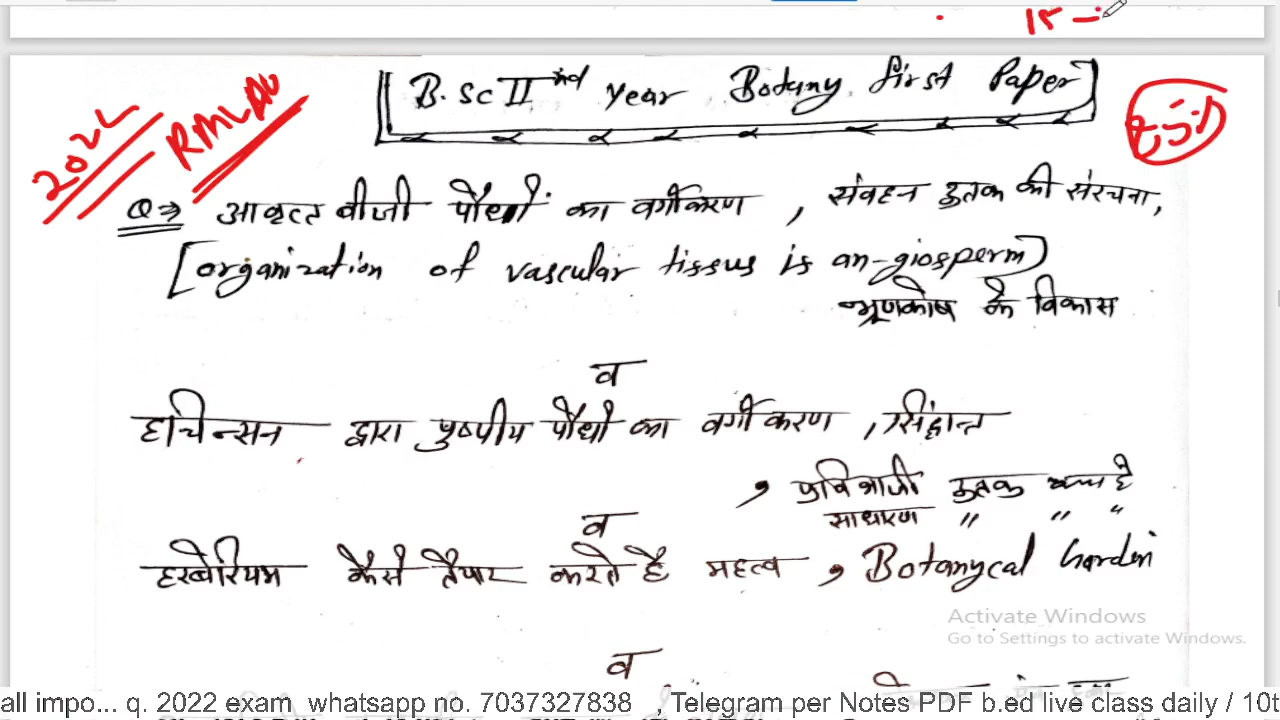 15 -
B.Sc II ind year Botany first Paper
2022
RMLAU
Q⇒ आवृत्त बीजी पौधों का वर्गीकरण , संवहन ऊतक की संरचना,
[organization of vascular tissus is an-giosperm]
भ्रूणकोष के विकास
व
हचिन्सन द्वारा पुष्पीय पौधों का वर्गीकरण , सिंद्वान्त
, प्रविभाजी ऊतक क्या है
साधारण " " "
व
हरबेरियम कैसे तैयार करते है महत्व , Botanycal Garden
व
Activate Windows
Go to Settings to activate Windows.
all impo... q. 2022 exam whatsapp no. 7037327838 , Telegram per Notes PDF b.ed live class daily / 10t